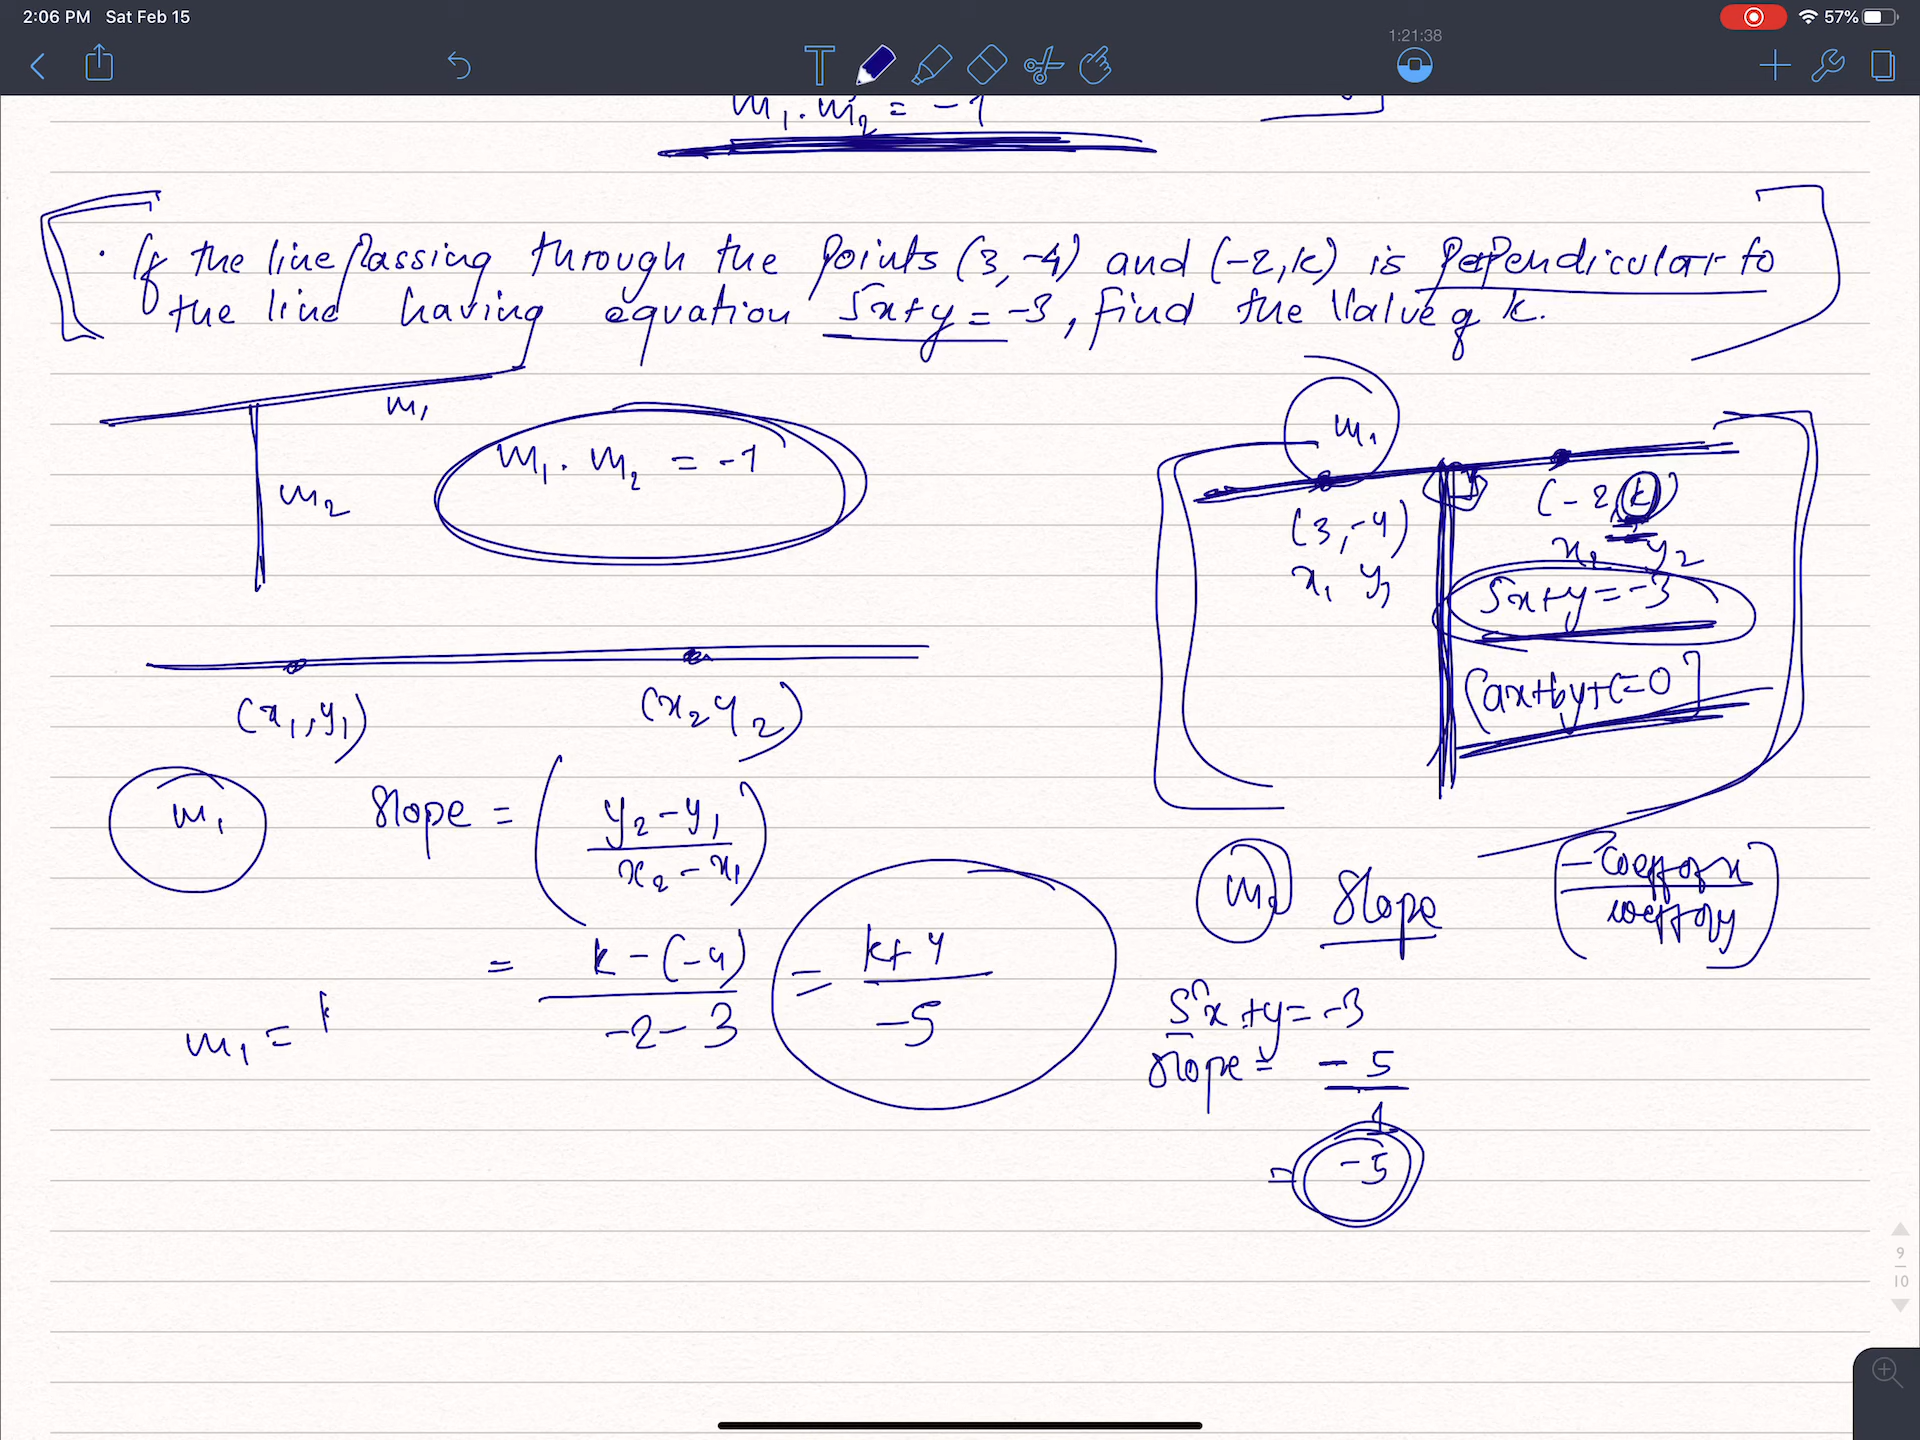 2:06 PM Sat Feb 15
57%
1:21:38
T
m₁ . m₂ = -1
. If the line passing through the points (3, -4) and (-2, k) is perpendicular to
the line having equation 5x+y = -3, find the value of k.
m₁
m₂
m₁ . m₂ = -1
(x₁, y₁)
(x₂ y₂)
m₁
(3, -4)
x₁ y₁
(-2, k)
x₂ y₂
5x+y = -3
(ax+by+c=0)
m₁
slope = (y₂ - y₁ / x₂ - x₁)
= k - (-4) / -2 - 3 = k+4 / -5
m₁ = k
m₂ slope (- coeff of x / coeff of y)
5x + y = -3
slope = -5 / 1
= -5
9
10